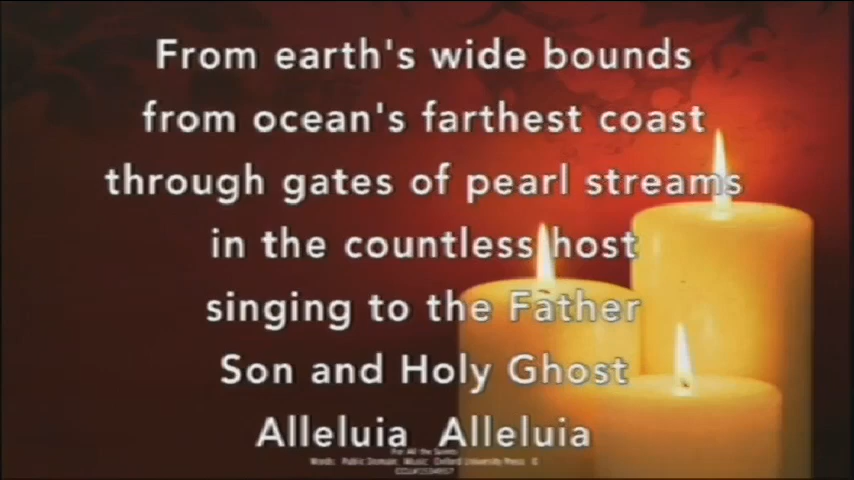 From earth's wide bounds
from ocean's farthest coast
through gates of pearl streams
in the countless host
singing to the Father
Son and Holy Ghost
Alleluia Alleluia
For All the Saints
Words: Public Domain Music: Oxford University Press